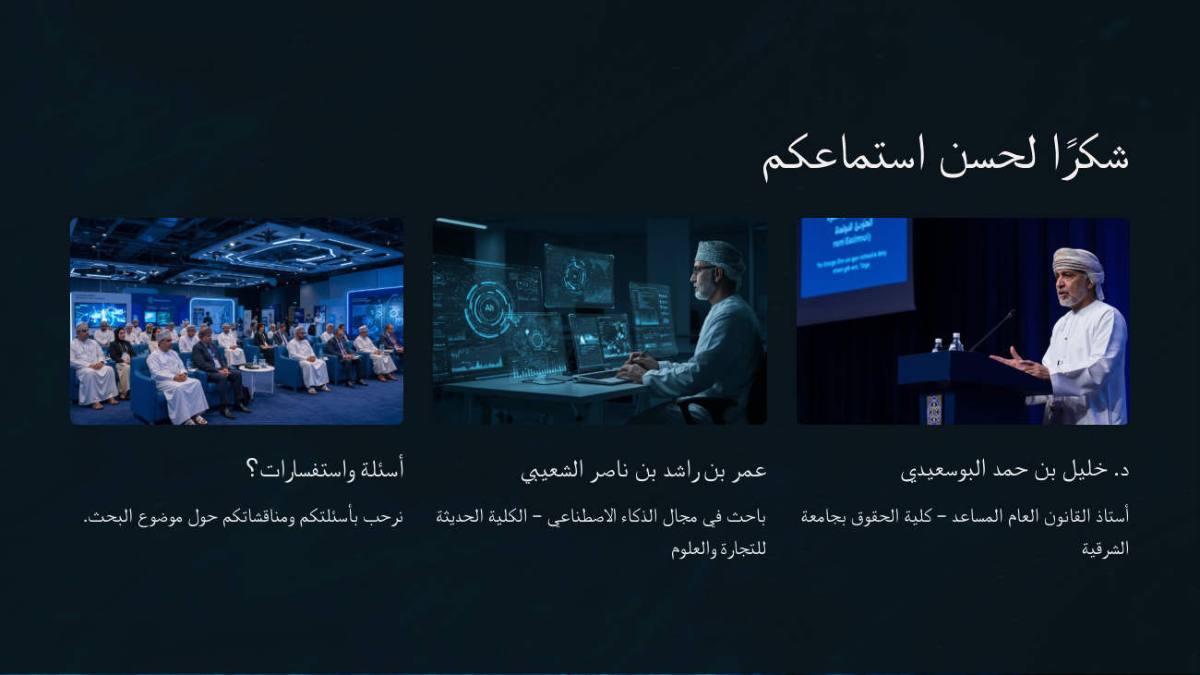 شكرًا لحسن استماعكم
د. خليل بن حمد البوسعيدي
أستاذ القانون العام المساعد – كلية الحقوق بجامعة
الشرقية
عمر بن راشد بن ناصر الشعيبي
باحث في مجال الذكاء الاصطناعي – الكلية الحديثة
للتجارة والعلوم
أسئلة واستفسارات؟
نرحب بأسئلتكم ومناقشاتكم حول موضوع البحث.